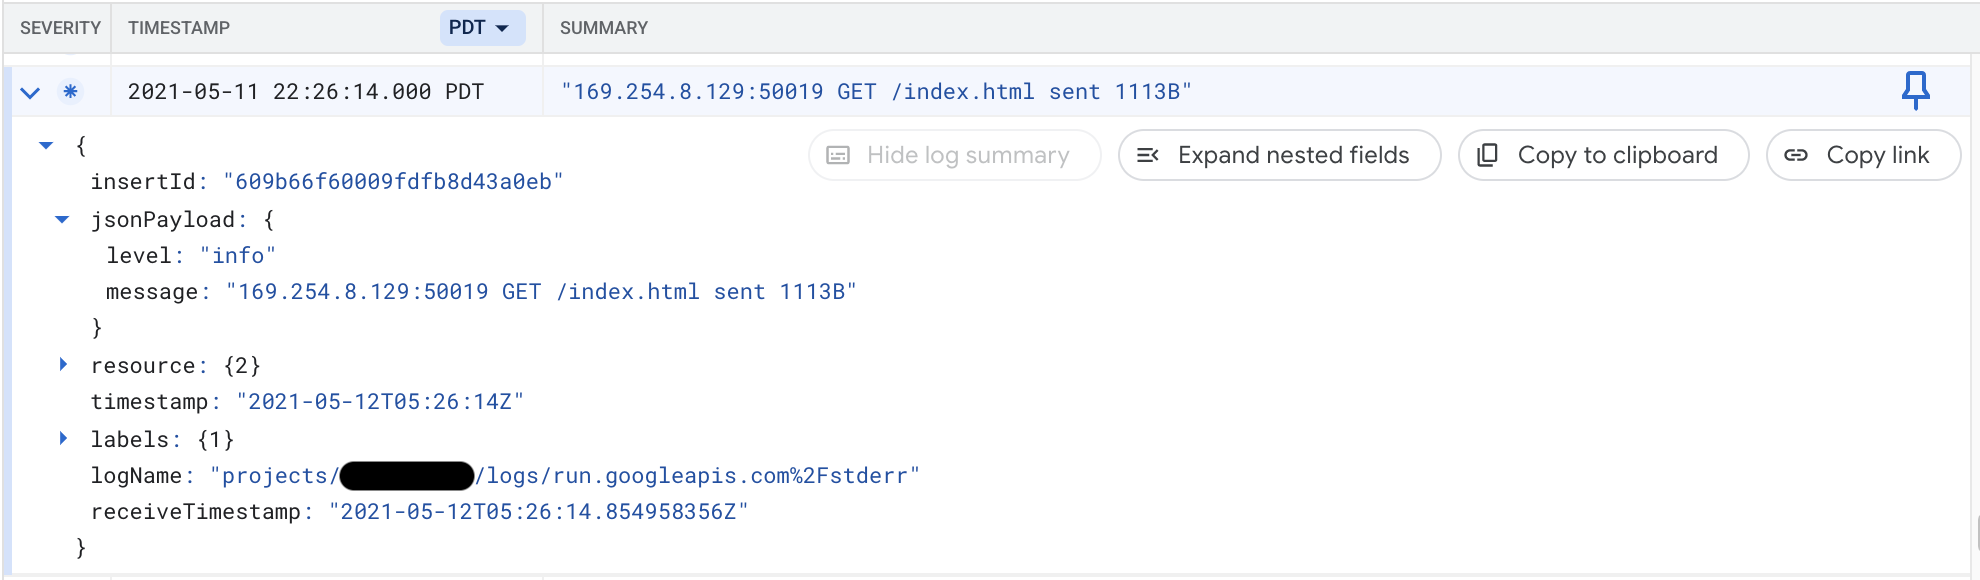 SEVERITY TIMESTAMP PDT SUMMARY
2021-05-11 22:26:14.000 PDT "169.254.8.129:50019 GET /index.html sent 1113B"
{
Hide log summary Expand nested fields Copy to clipboard Copy link
insertId: "609b66f60009fdfb8d43a0eb"
jsonPayload: {
level: "info"
message: "169.254.8.129:50019 GET /index.html sent 1113B"
}
resource: {2}
timestamp: "2021-05-12T05:26:14Z"
labels: {1}
logName: "projects/ /logs/run.googleapis.com%2Fstderr"
receiveTimestamp: "2021-05-12T05:26:14.854958356Z"
}